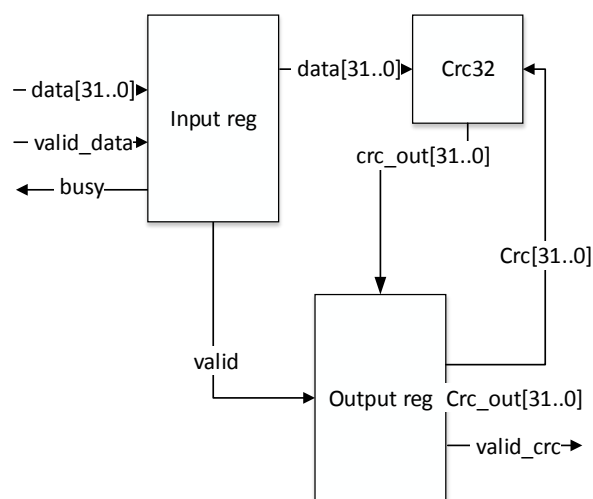 data[31..0]
Crc32
data[31..0]
Input reg
valid_data
crc_out[31..0]
busy
Crc[31..0]
valid
Output reg
Crc_out[31..0]
valid_crc